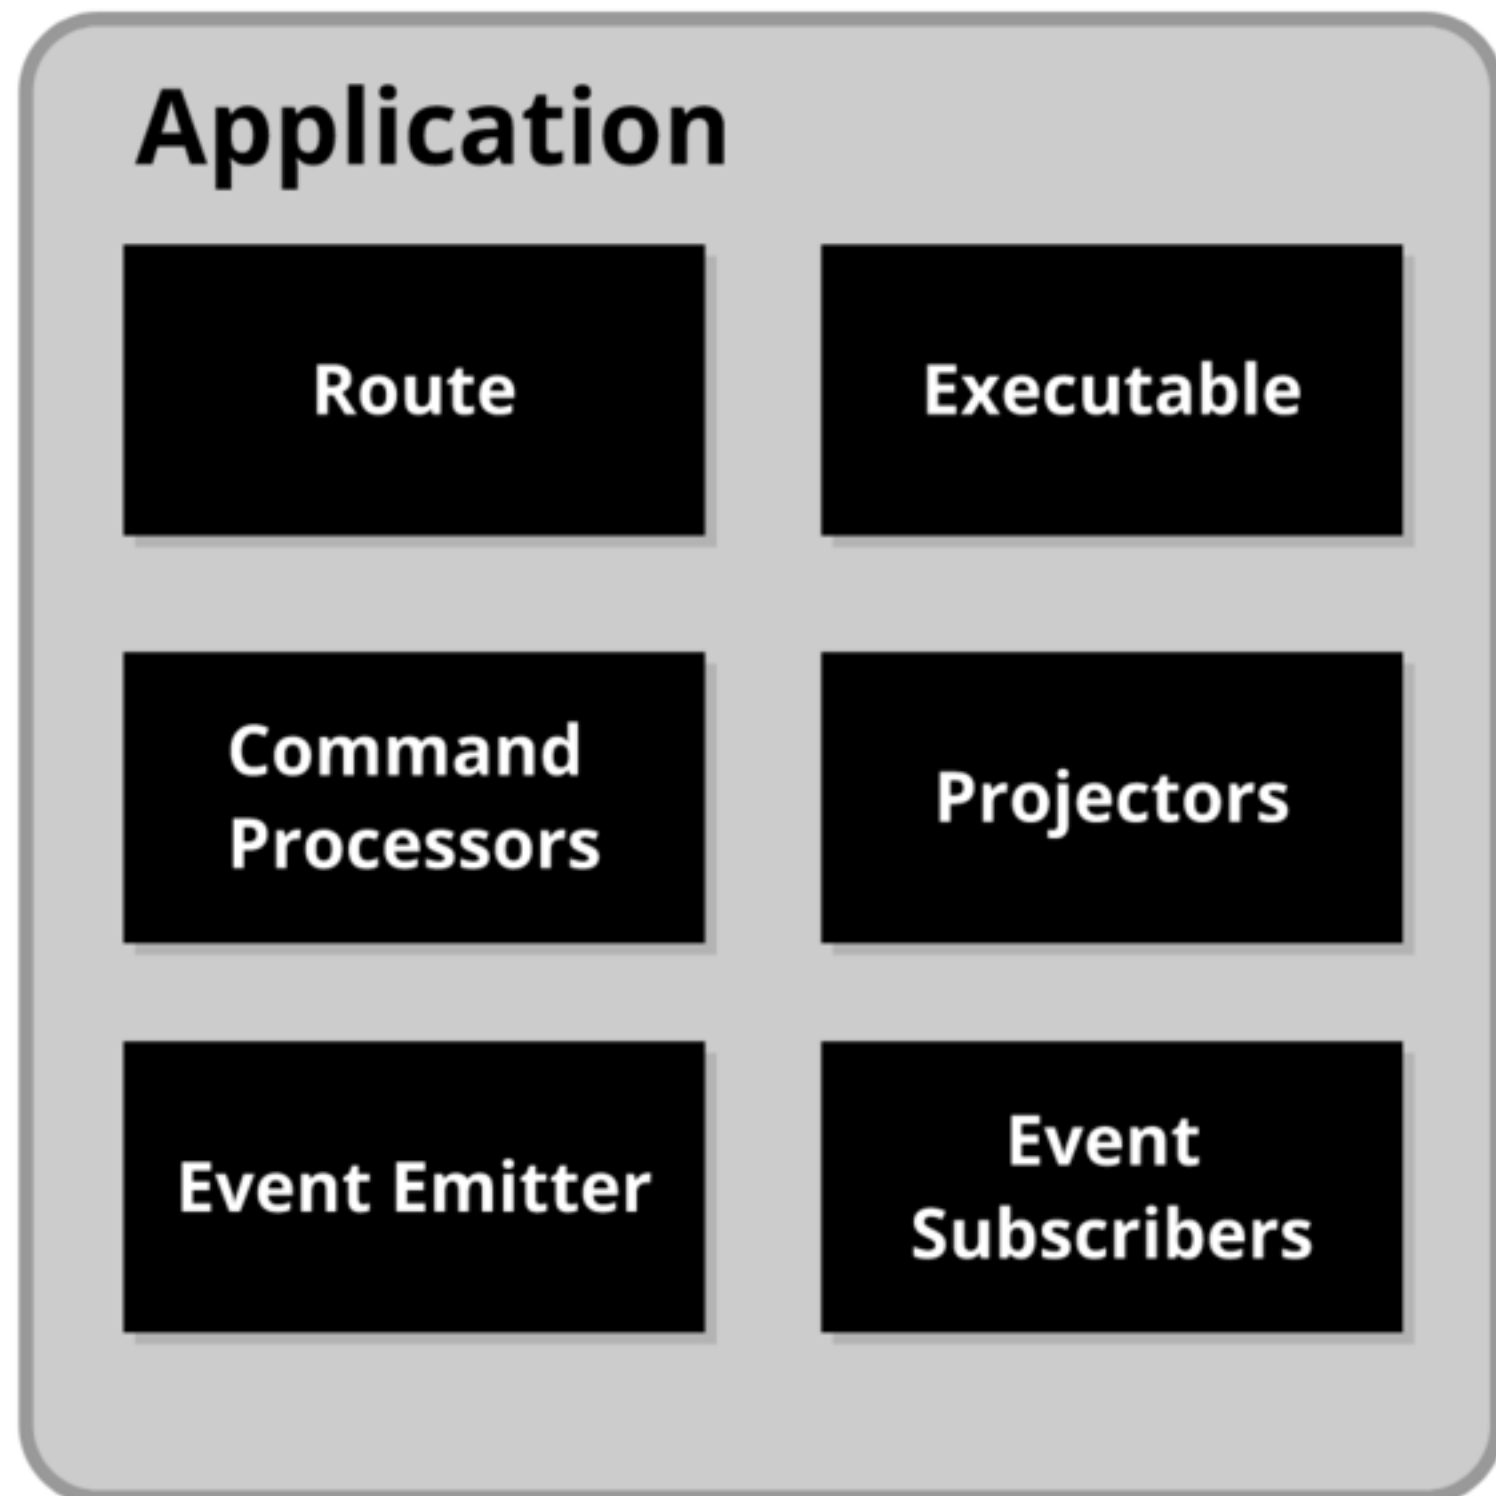 Application
Route
Executable
Command
Processors
Projectors
Event Emitter
Event
Subscribers